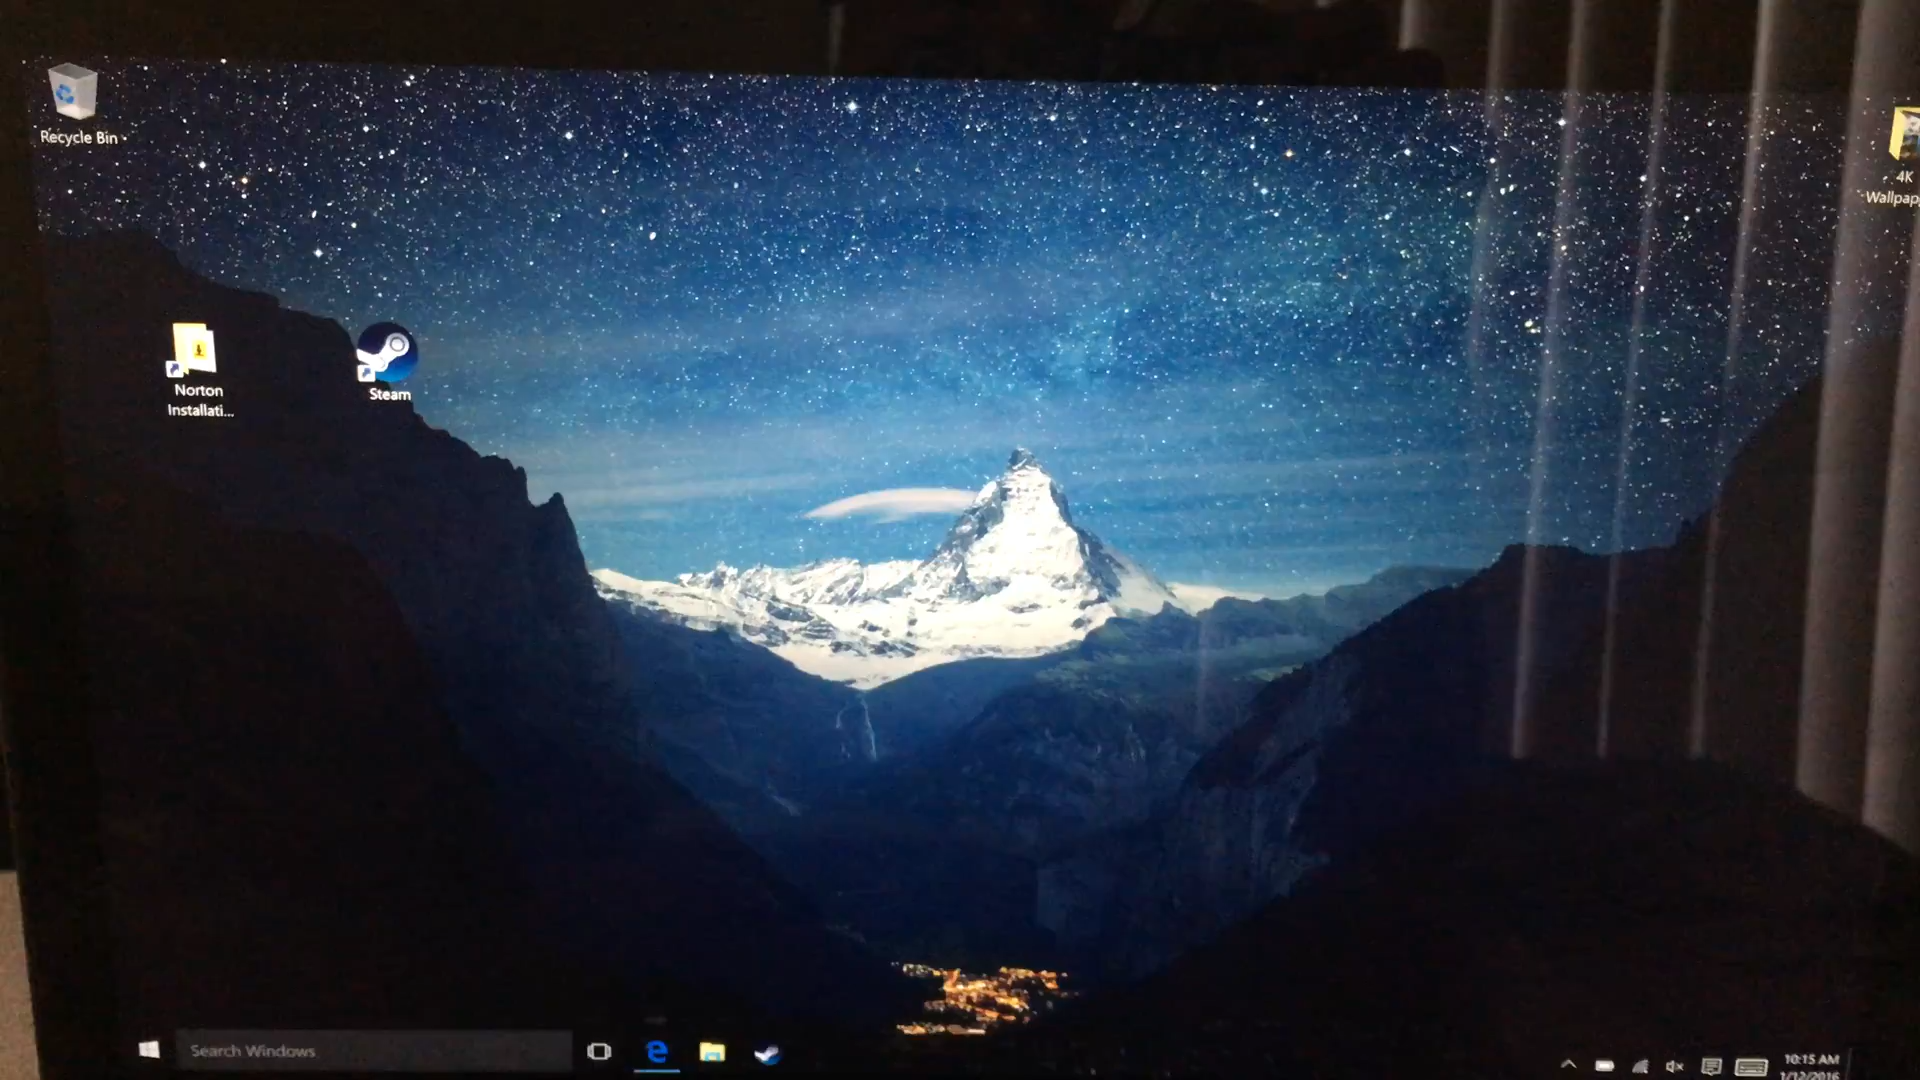 Recycle Bin
4K
Wallpap
Norton
Installati...
Steam
Search Windows
10:15 AM
1/12/2016